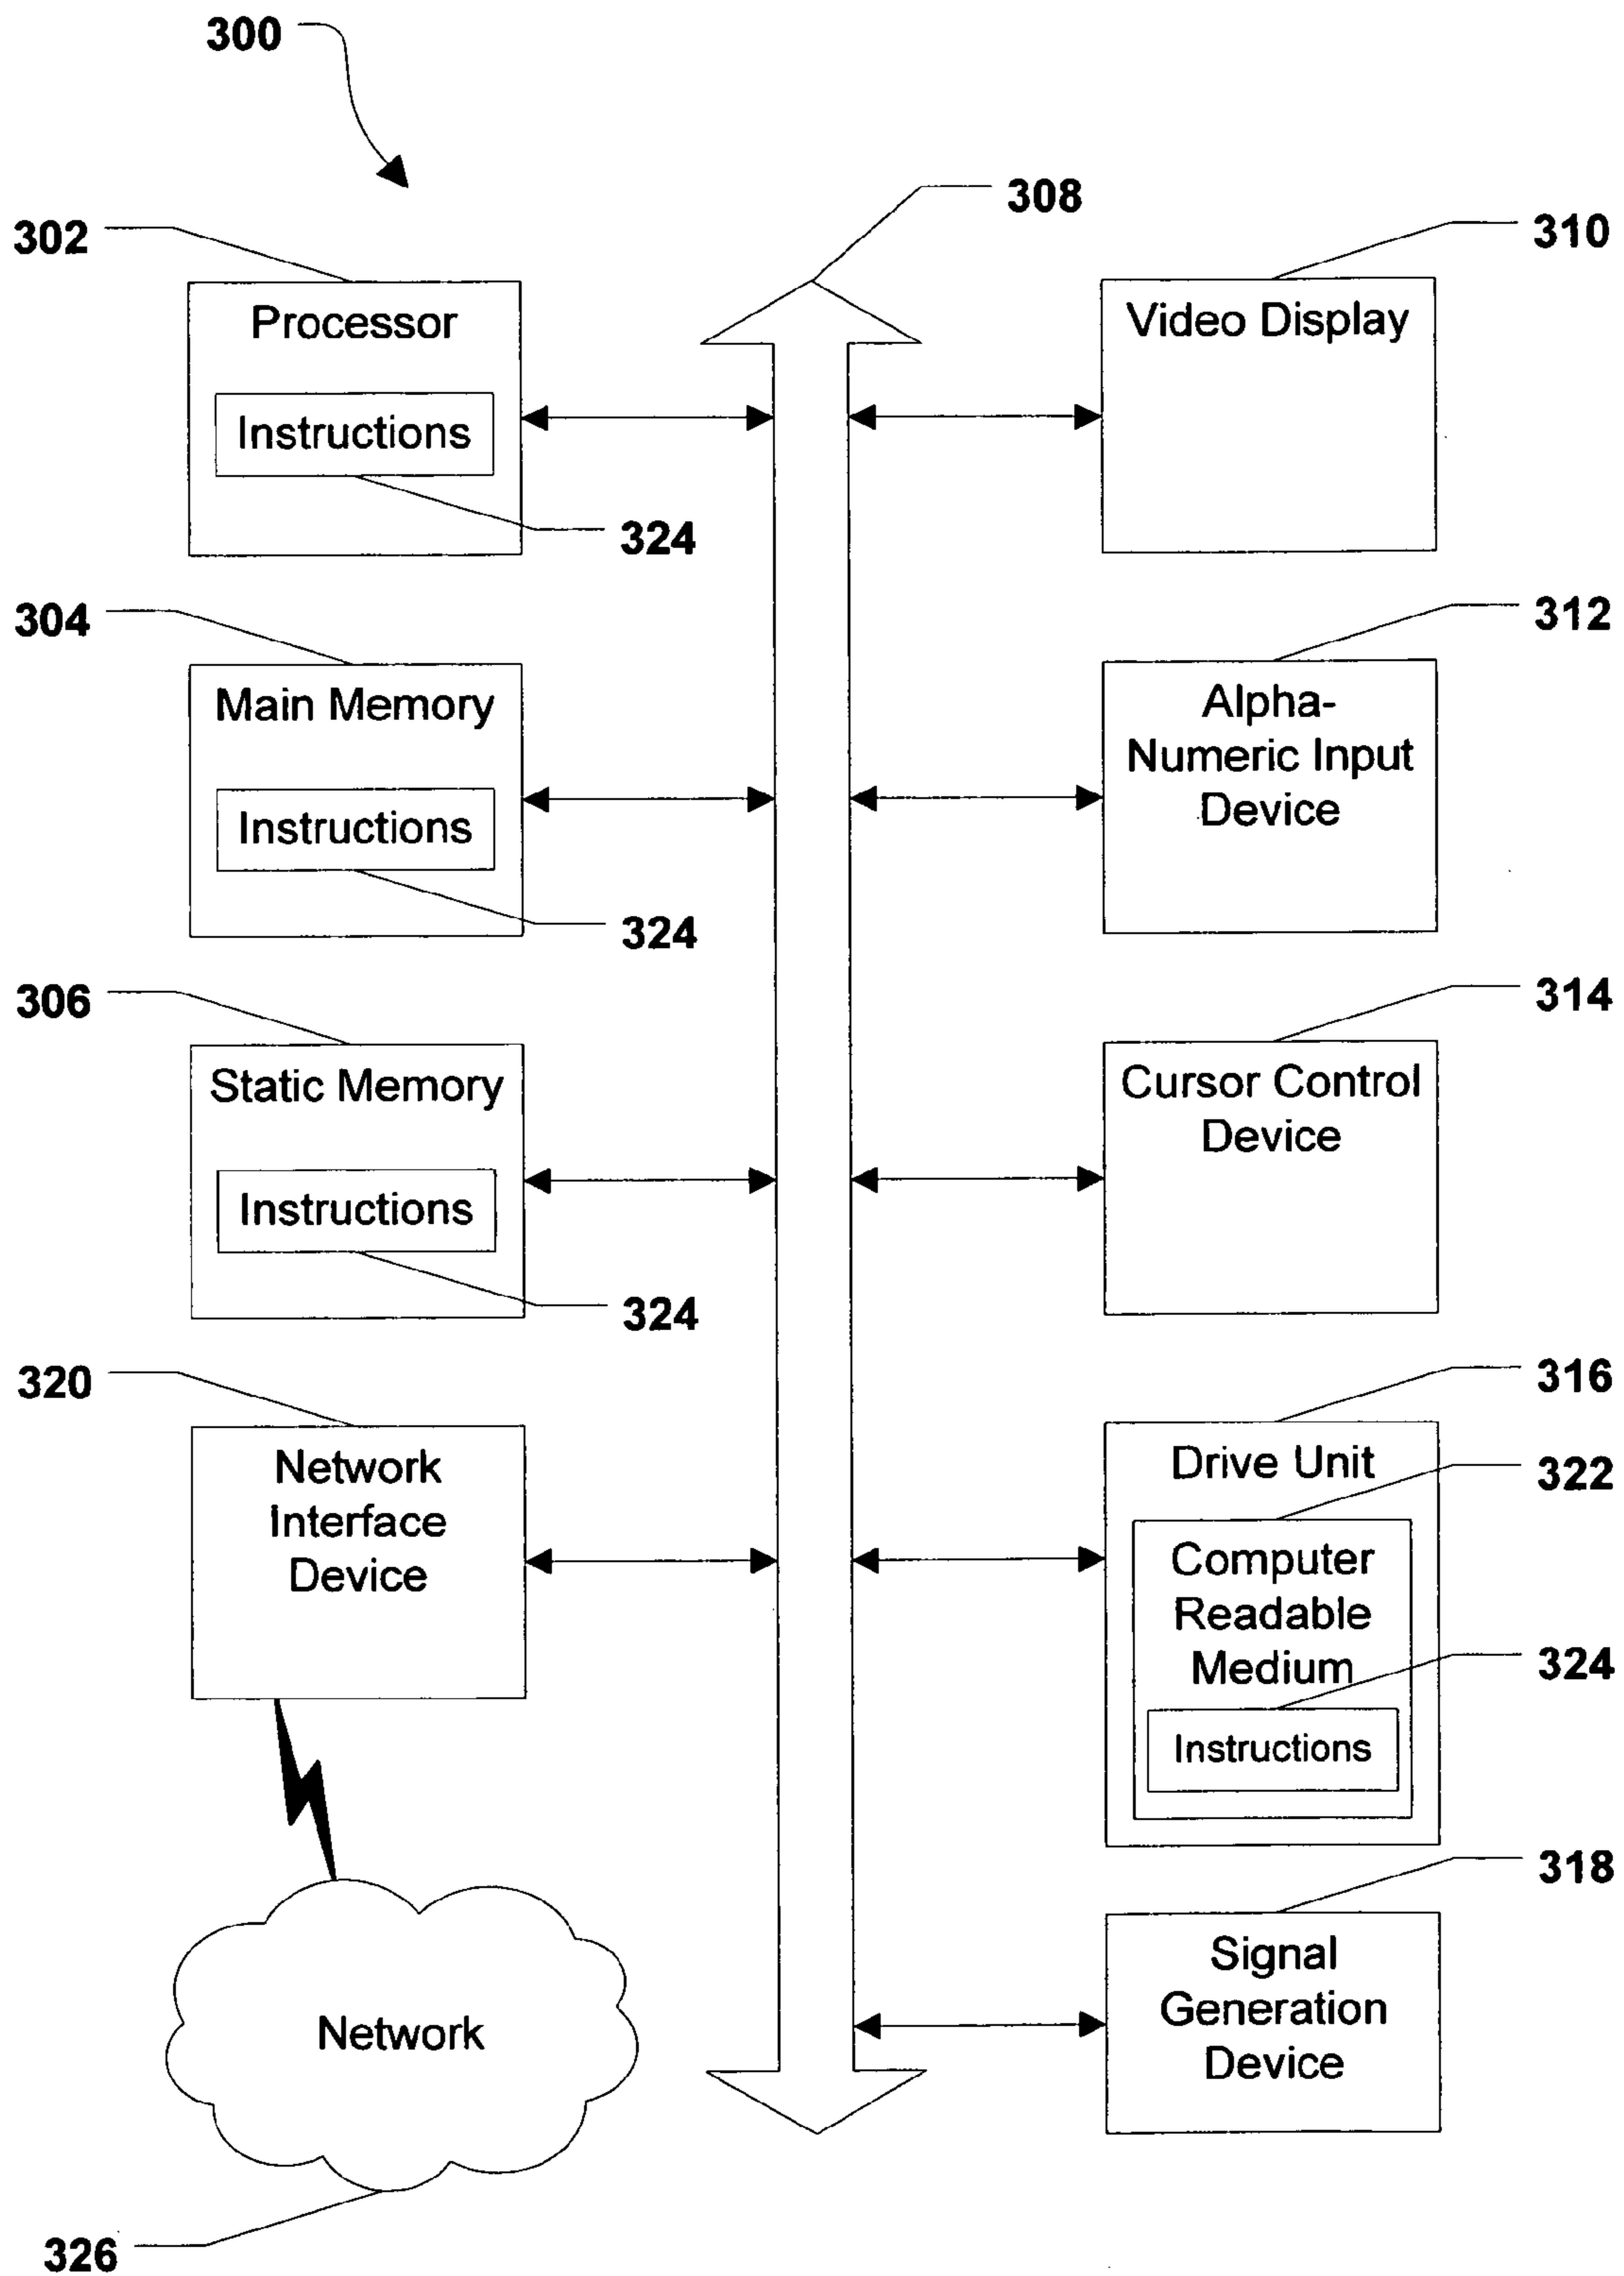 300
308
302
310
Processor
Instructions
324
Video Display
304
312
Main Memory
Instructions
324
Alpha-
Numeric Input
Device
306
314
Static Memory
Instructions
324
Cursor Control
Device
320
316
Network
Interface
Device
Drive Unit
322
Computer
Readable
Medium
324
Instructions
318
Signal
Generation
Device
Network
326